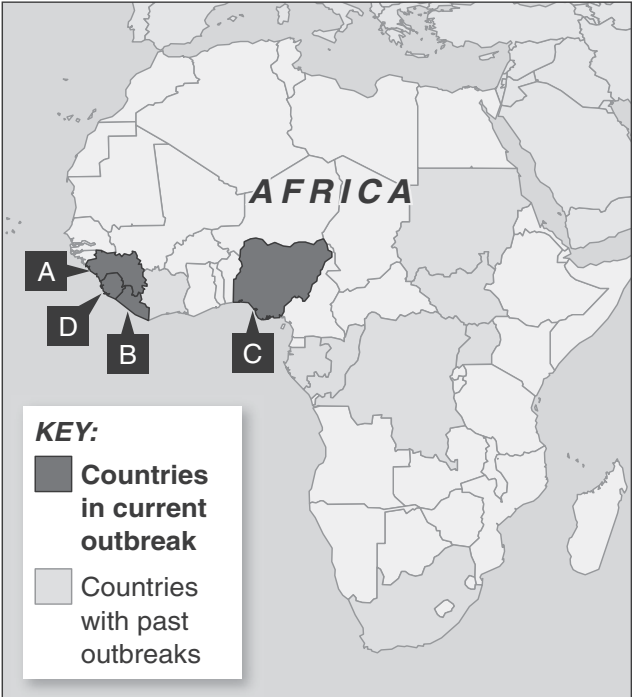 AFRICA
A
D
B
C
KEY:
Countries
in current
outbreak
Countries
with past
outbreaks